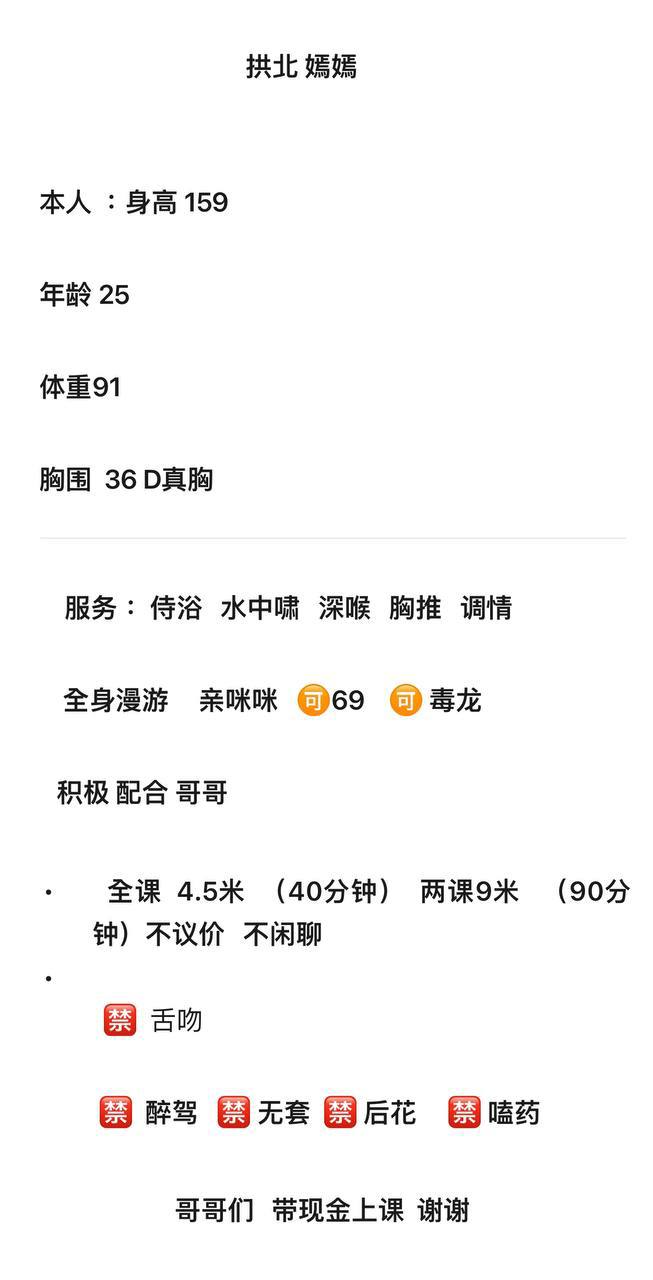 拱北 嫣嫣
本人 ：身高 159
年龄 25
体重91
胸围 36 D真胸
服务： 侍浴 水中啸 深喉 胸推 调情
全身漫游 亲咪咪 🉑69 🉑 毒龙
积极 配合 哥哥
• 全课 4.5米 （40分钟） 两课9米 （90分
钟）不议价 不闲聊
•
🈲 舌吻
🈲 醉驾 🈲 无套 🈲 后花 🈲 嗑药
哥哥们 带现金上课 谢谢